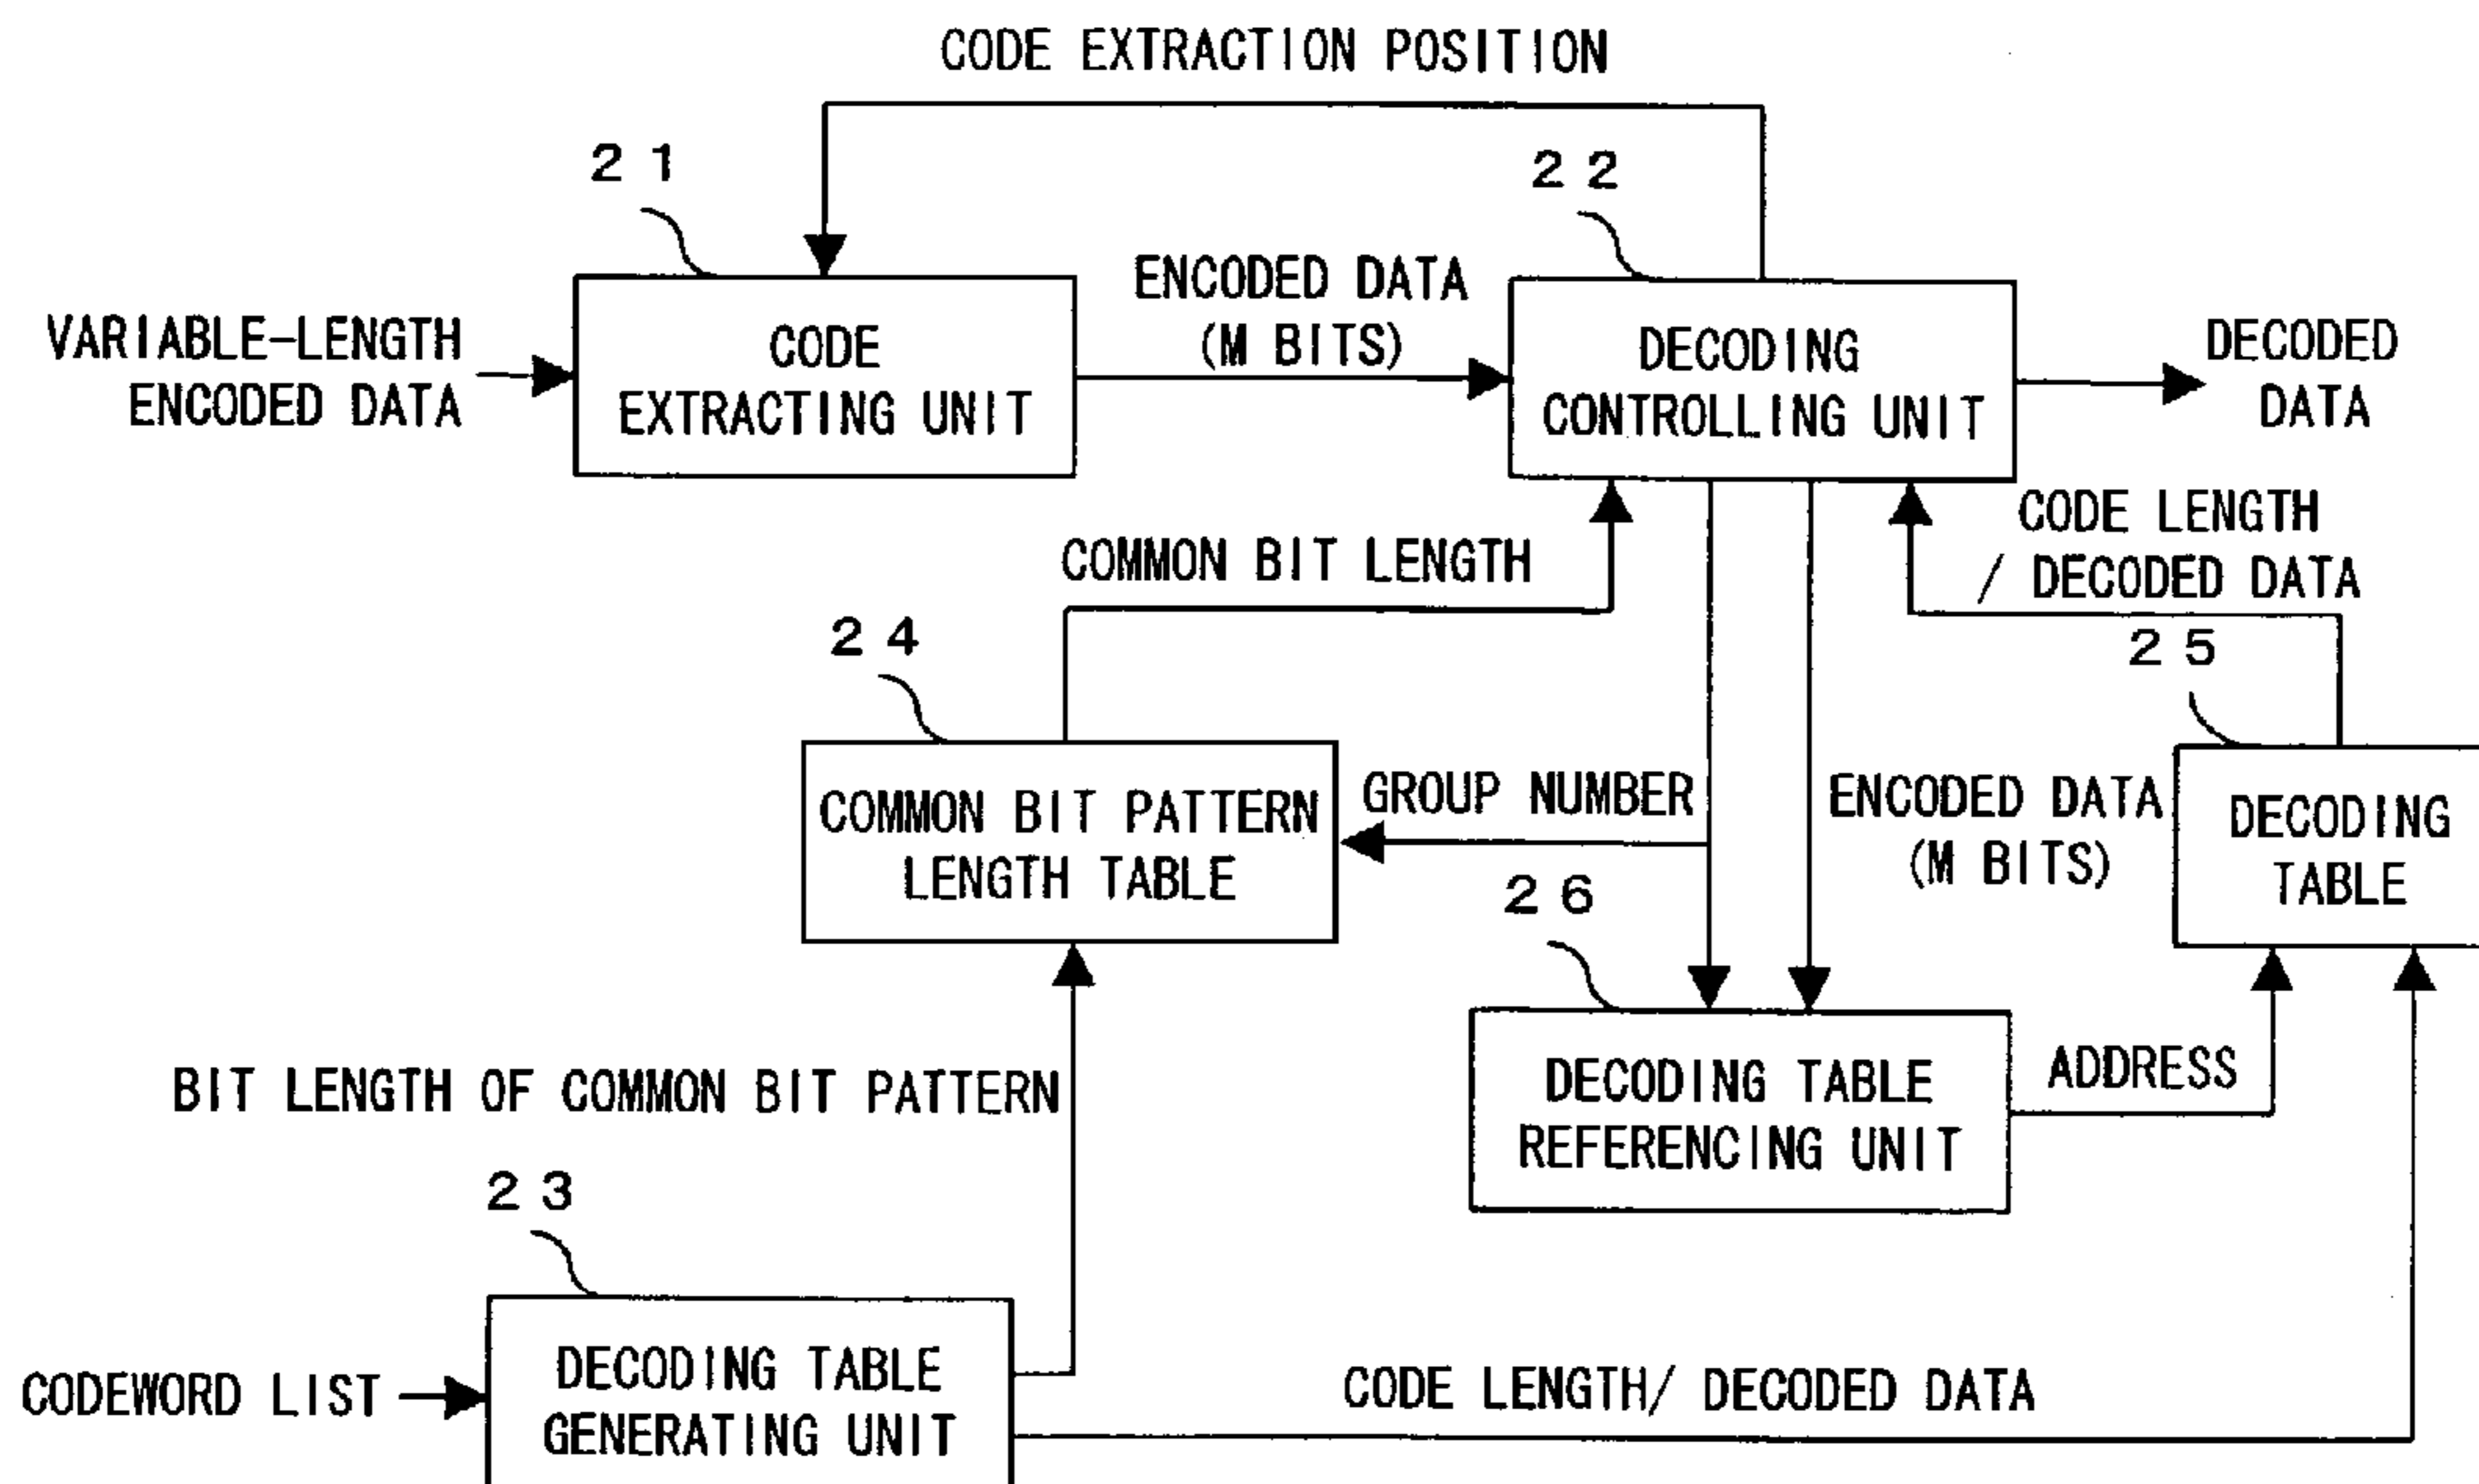 CODE EXTRACTION POSITION
21
22
VARIABLE-LENGTH
ENCODED DATA
CODE
EXTRACTING UNIT
ENCODED DATA
(M BITS)
DECODING
CONTROLLING UNIT
DECODED
DATA
COMMON BIT LENGTH
CODE LENGTH
/ DECODED DATA
24
25
COMMON BIT PATTERN
LENGTH TABLE
GROUP NUMBER
ENCODED DATA
(M BITS)
DECODING
TABLE
26
BIT LENGTH OF COMMON BIT PATTERN
DECODING TABLE
REFERENCING UNIT
ADDRESS
23
CODEWORD LIST
DECODING TABLE
GENERATING UNIT
CODE LENGTH/ DECODED DATA